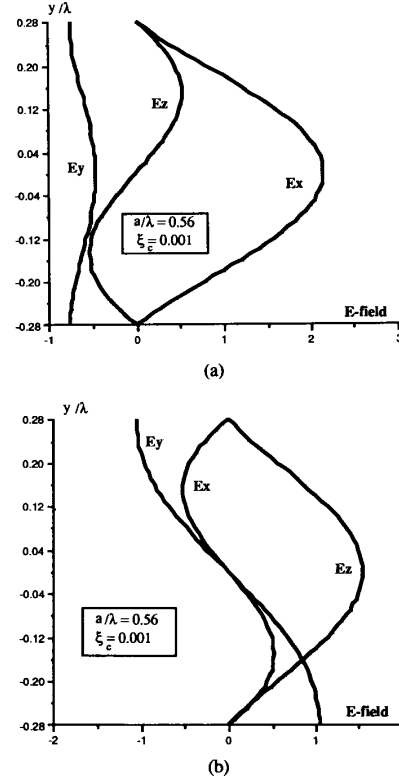 y /λ
0.28
0.20
0.12
0.04
-0.04
-0.12
-0.20
-0.28
Ez
Ey
Ex
a/λ = 0.56
ξc = 0.001
E-field
-1
0
1
2
3
(a)
y /λ
0.28
0.20
0.12
0.04
-0.04
-0.12
-0.20
-0.28
Ey
Ex
Ez
a/λ = 0.56
ξc = 0.001
E-field
-2
-1
0
1
(b)